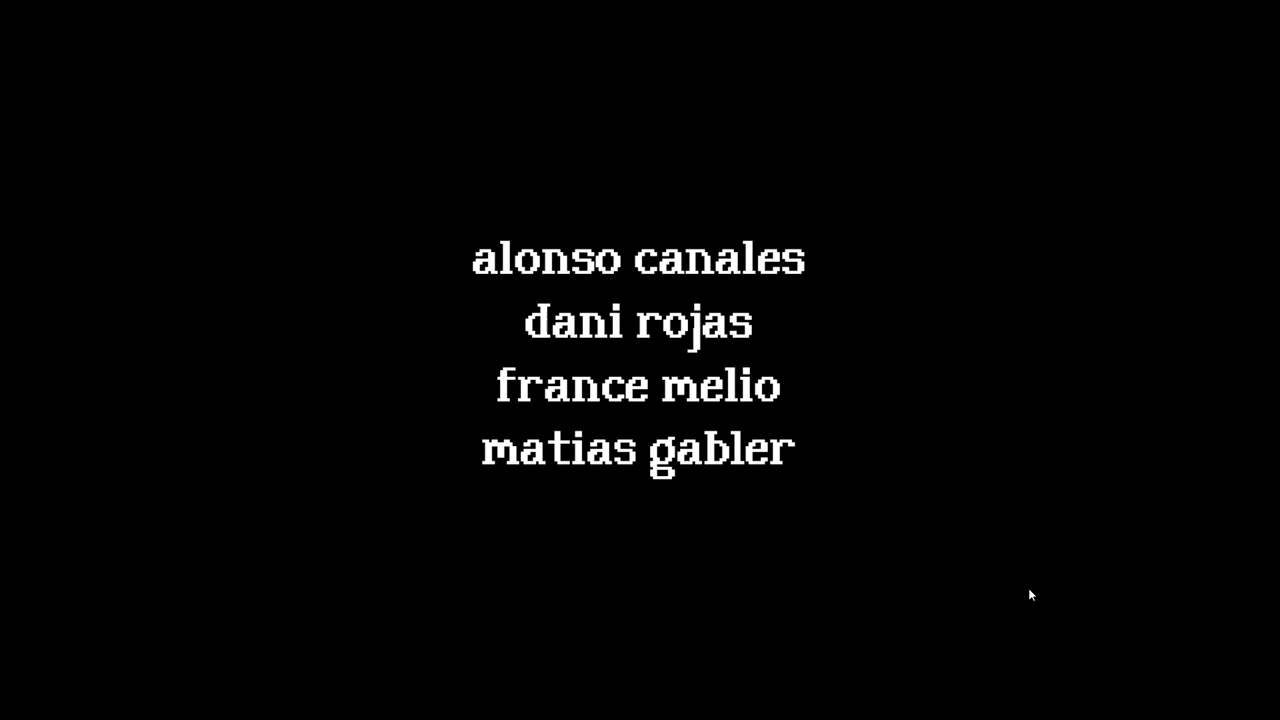 alonso canales
dani rojas
france melio
matias gabler